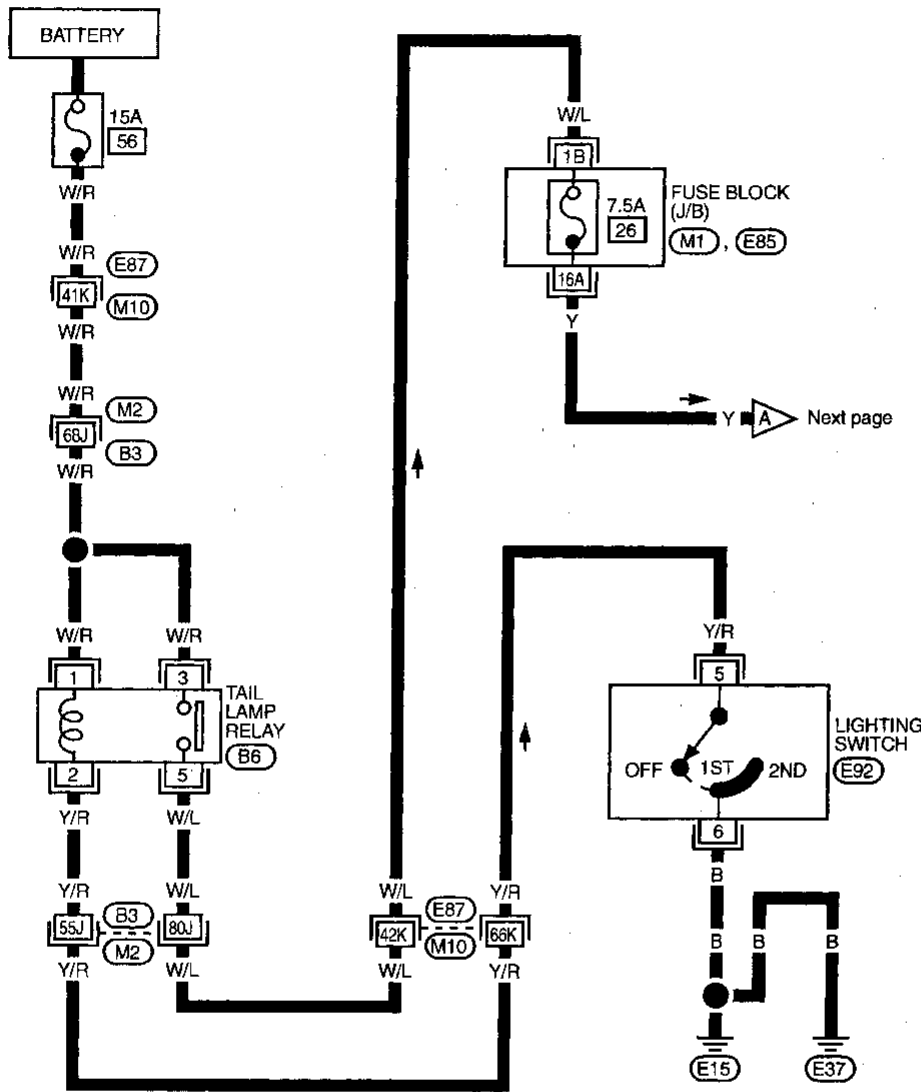 BATTERY
15A
56
W/R
W/R
E87
41K
M10
W/R
W/R
M2
68J
B3
W/R
W/R
W/R
1
3
TAIL
LAMP
RELAY
B6
2
5
Y/R
W/L
Y/R
W/L
55J
B3
M2
80J
Y/R
W/L
W/L
Y/R
42K
E87
M10
66K
W/L
Y/R
W/L
1B
7.5A
26
FUSE BLOCK
(J/B)
M1 , E85
16A
Y
Y
A
Next page
Y/R
5
OFF
1ST
2ND
LIGHTING
SWITCH
E92
6
B
B
B
B
E15
E37